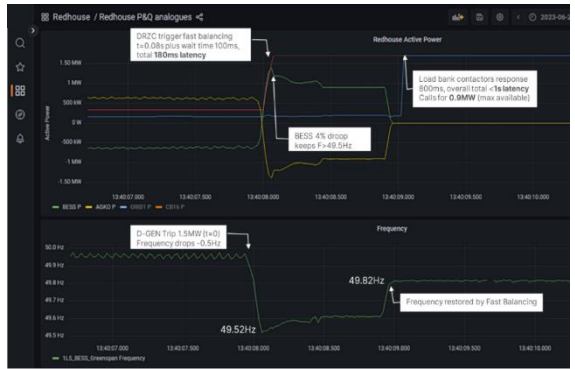 Redhouse / Redhouse P&Q analogues
2023-06-2
Redhouse Active Power
DRZC trigger fast balancing
t=0.08s plus wait time 100ms,
total 180ms latency
Load bank contactors response
800ms, overall total <1s latency
Calls for 0.9MW (max available)
BESS 4% droop
keeps F>49.5Hz
Active Power
1.50 MW
1 MW
500 kW
0 W
-500 kW
-1 MW
-1.50 MW
13:40:07.000
13:40:07.500
13:40:08.000
13:40:08.500
13:40:09.000
13:40:09.500
13:40:10.000
BESS P
GRID1 P
CB16 P
Frequency
D-GEN Trip 1.5MW (t=0)
Frequency drops ~0.5Hz
49.82Hz
Frequency restored by Fast Balancing
49.52Hz
50.0 Hz
49.9 Hz
49.8 Hz
49.7 Hz
49.6 Hz
49.5 Hz
13:40:07.000
13:40:07.500
13:40:08.000
13:40:08.500
13:40:09.000
13:40:09.500
13:40:10.000